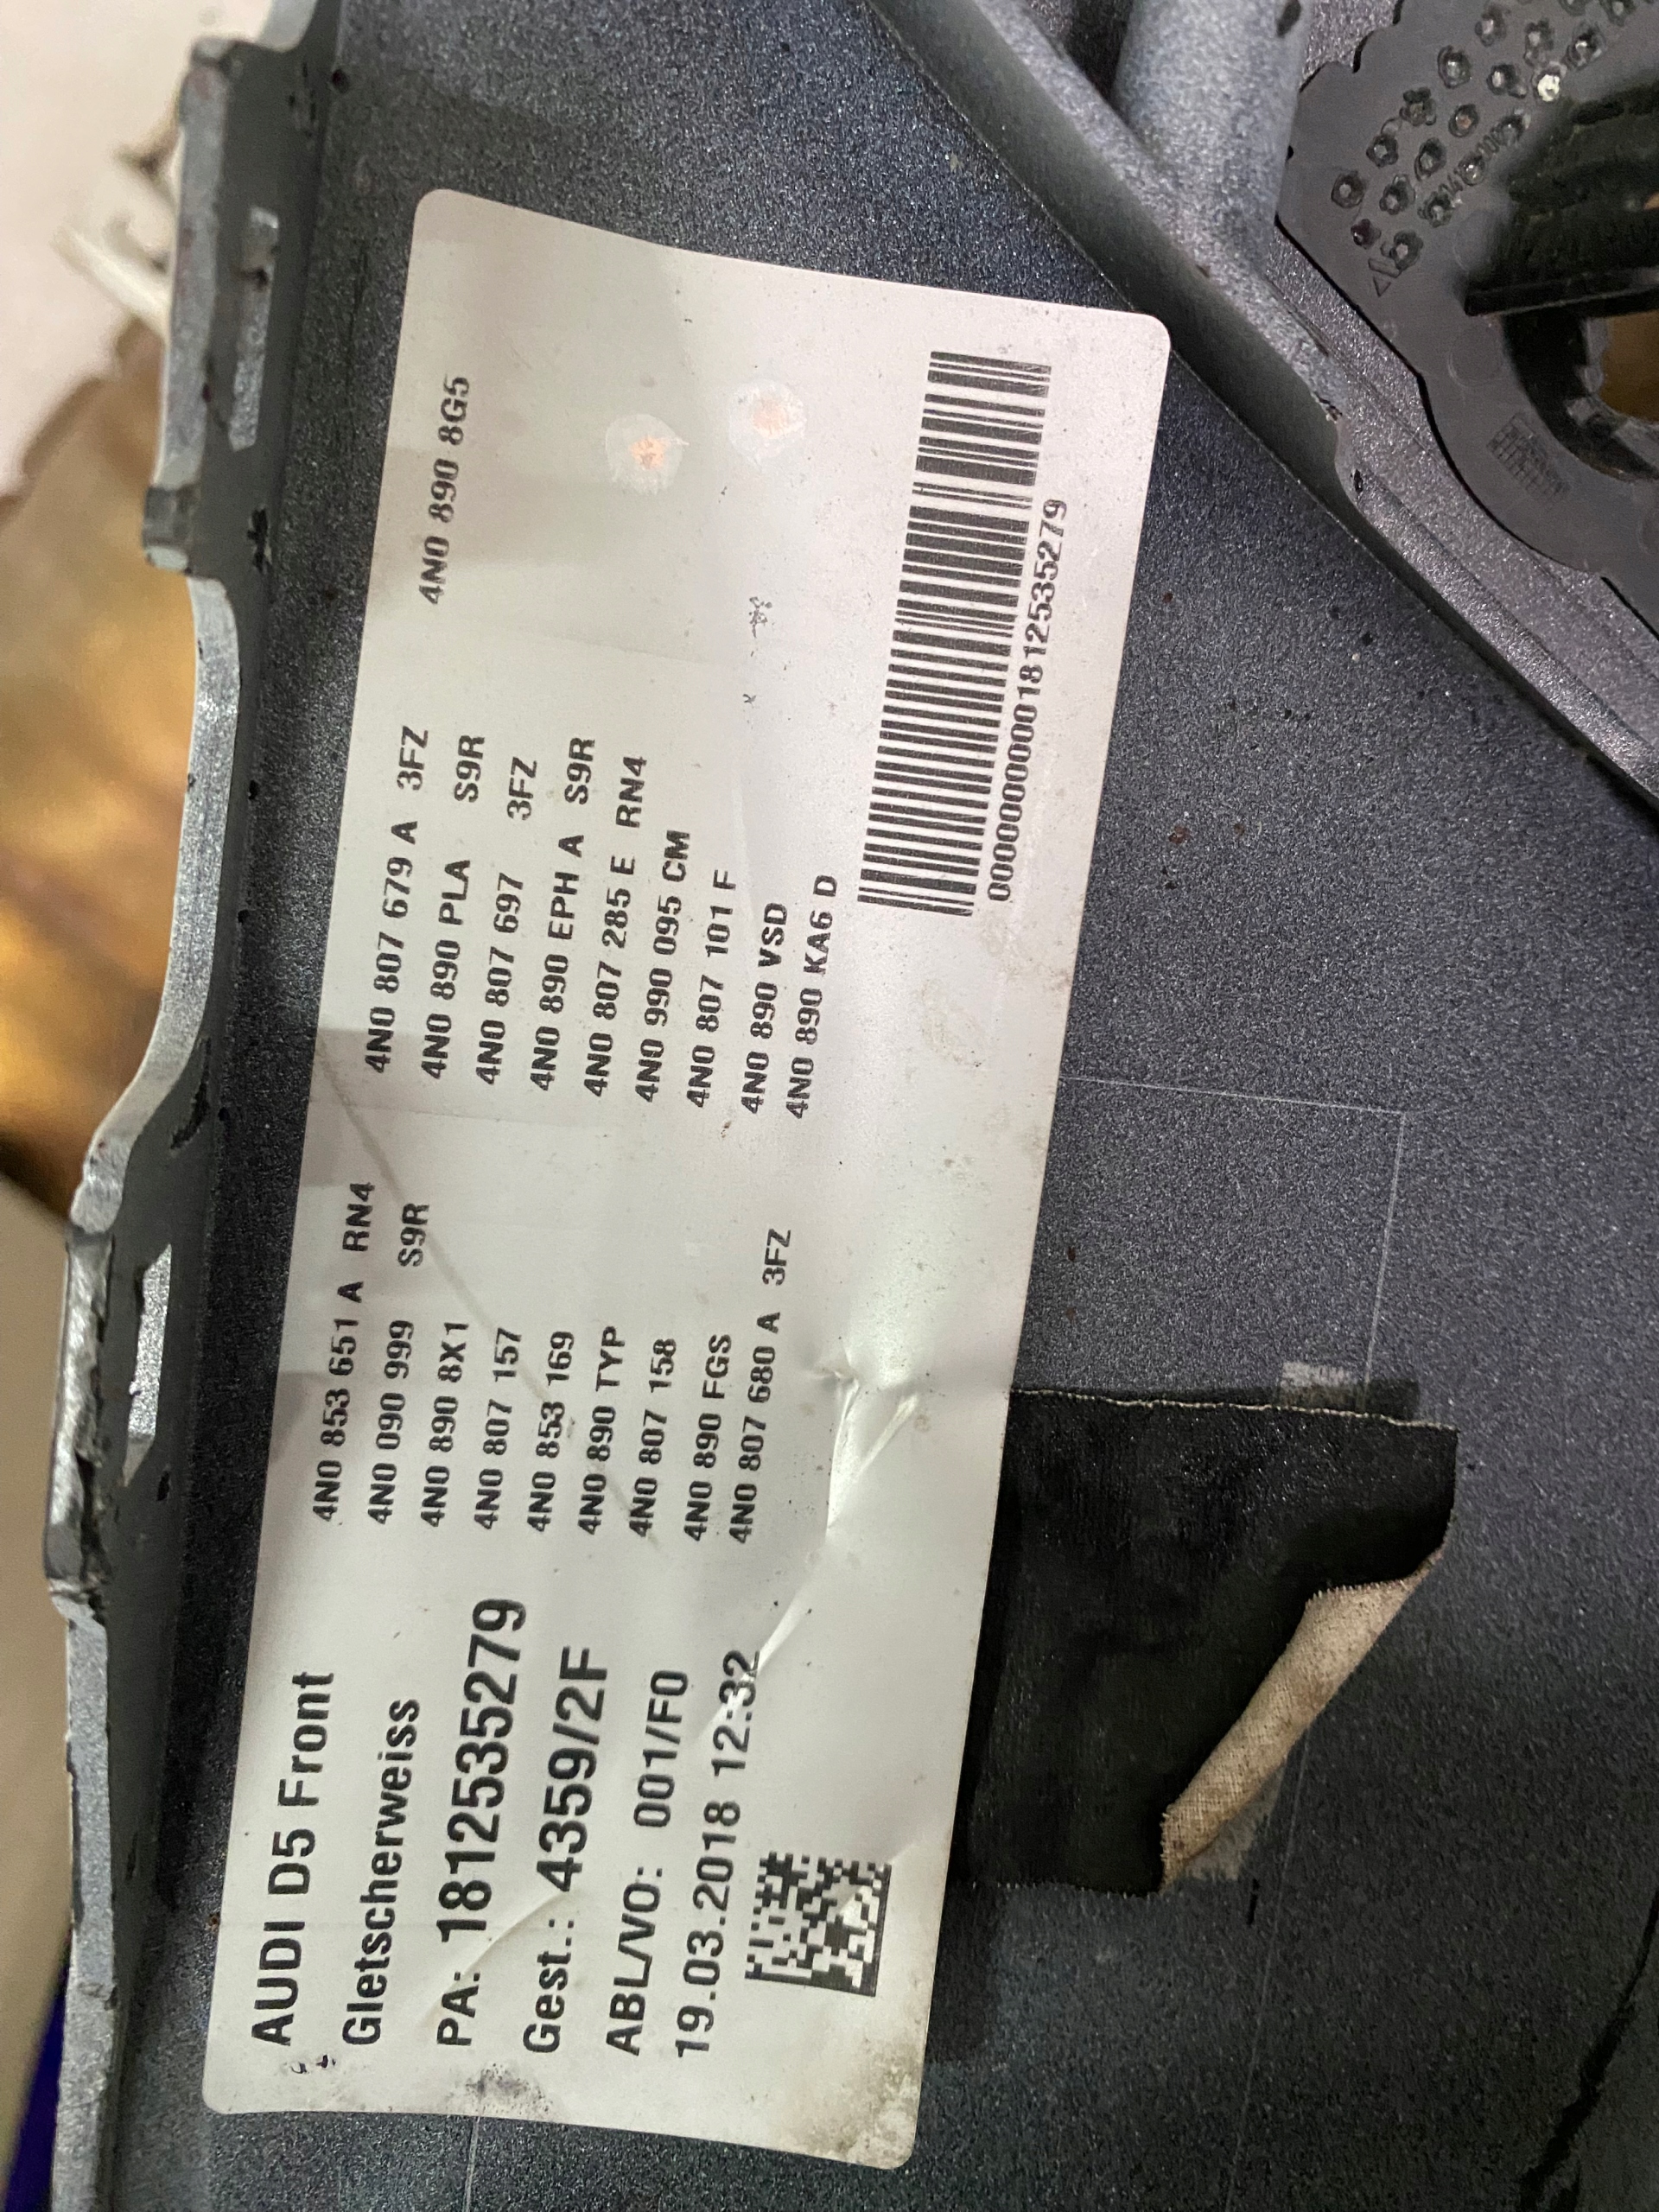 AUDI D5 Front
Gletscherweiss
PA: 1812535279
Gest.: 4359/2F
ABL/VO: 001/F0
19.03.2018 12:32
4N0 853 651 A RN4
4N0 090 999 S9R
4N0 890 8X1
4N0 807 157
4N0 853 169
4N0 890 TYP
4N0 807 158
4N0 890 FGS
4N0 807 680 A 3FZ
4N0 807 679 A 3FZ
4N0 890 PLA S9R
4N0 807 697 3FZ
4N0 890 EPH A S9R
4N0 807 285 E RN4
4N0 990 095 CM
4N0 807 101 F
4N0 890 VSD
4N0 890 KA6 D
4N0 890 8G5
00000000001812535279